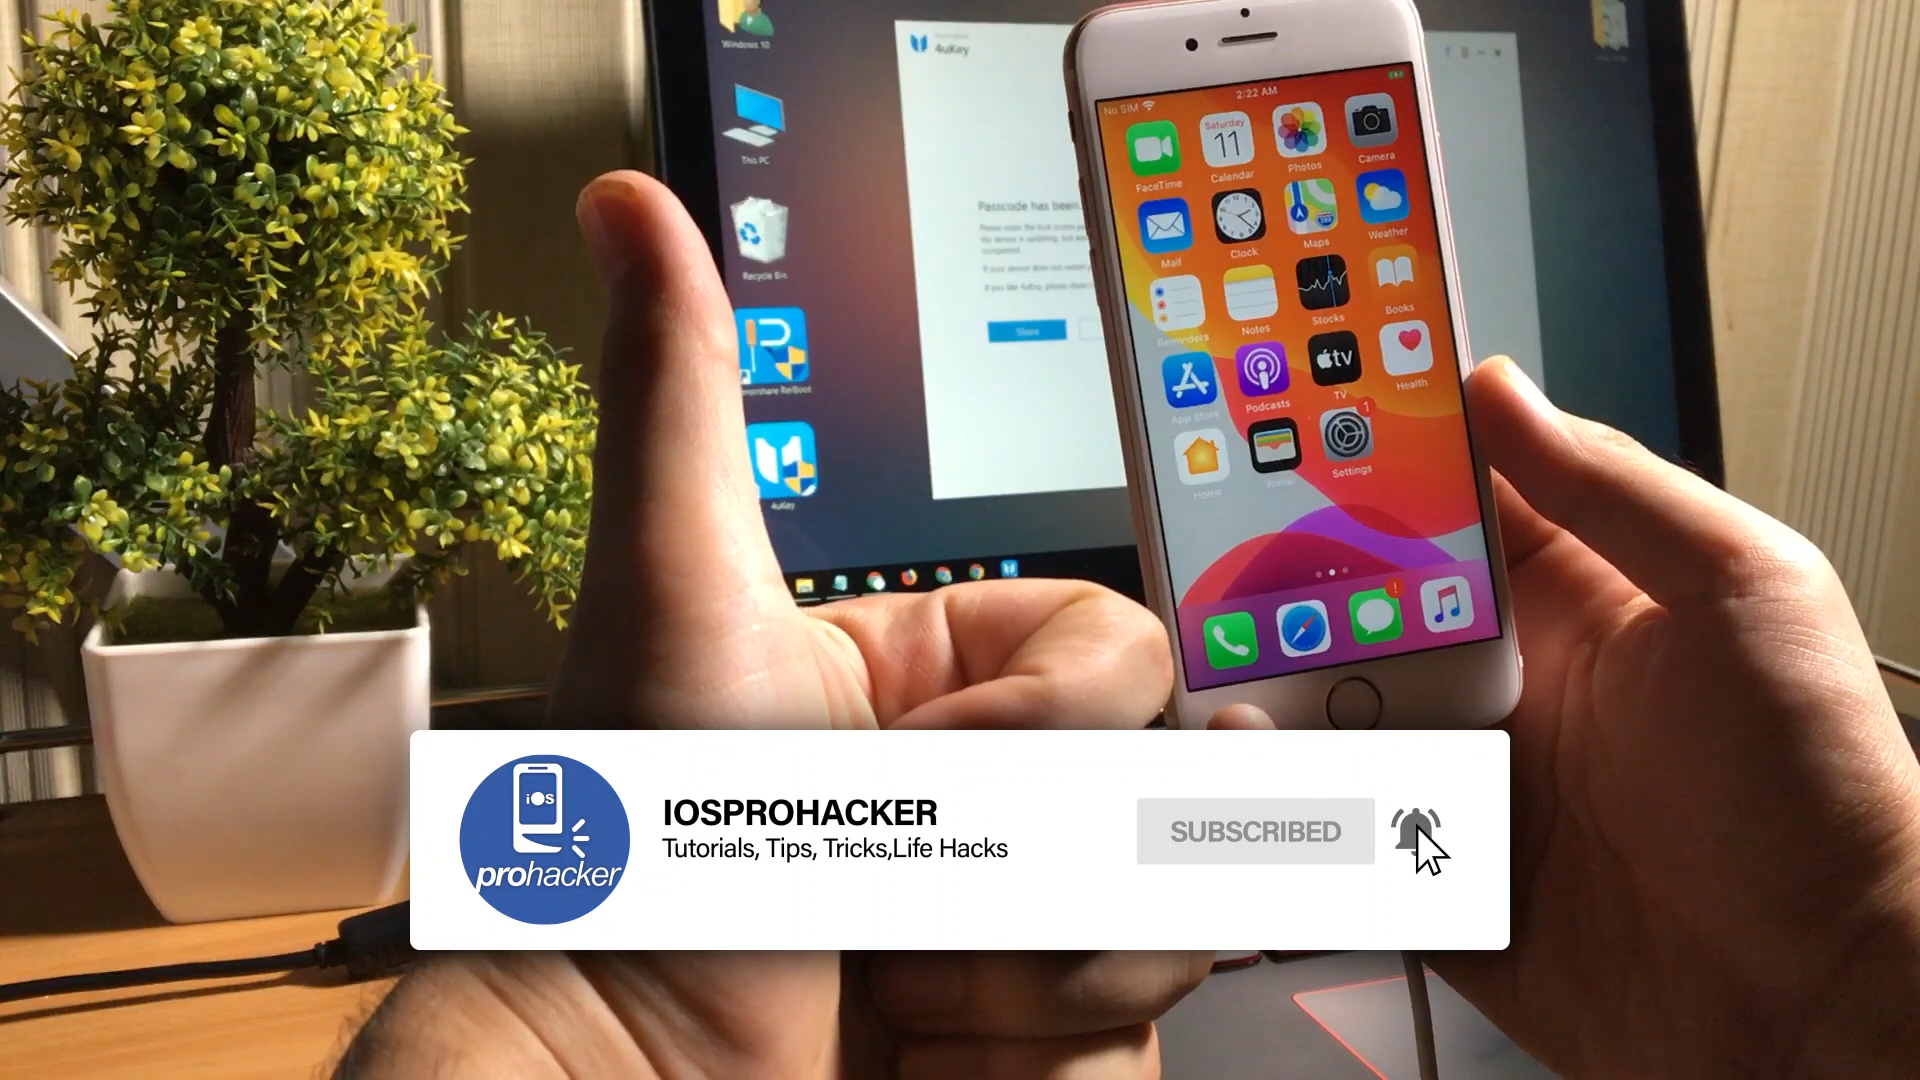 Windows 10
This PC
Recycle Bin
4uKey
4uKey
Passcode has been
Share
No SIM
2:22 AM
FaceTime
Saturday
11
Calendar
Photos
Camera
Mail
Clock
Maps
Weather
Reminders
Notes
Stocks
Books
App Store
Podcasts
tv
TV
Health
Home
1
Settings
iOS
prohacker
IOSPROHACKER
Tutorials, Tips, Tricks,Life Hacks
SUBSCRIBED